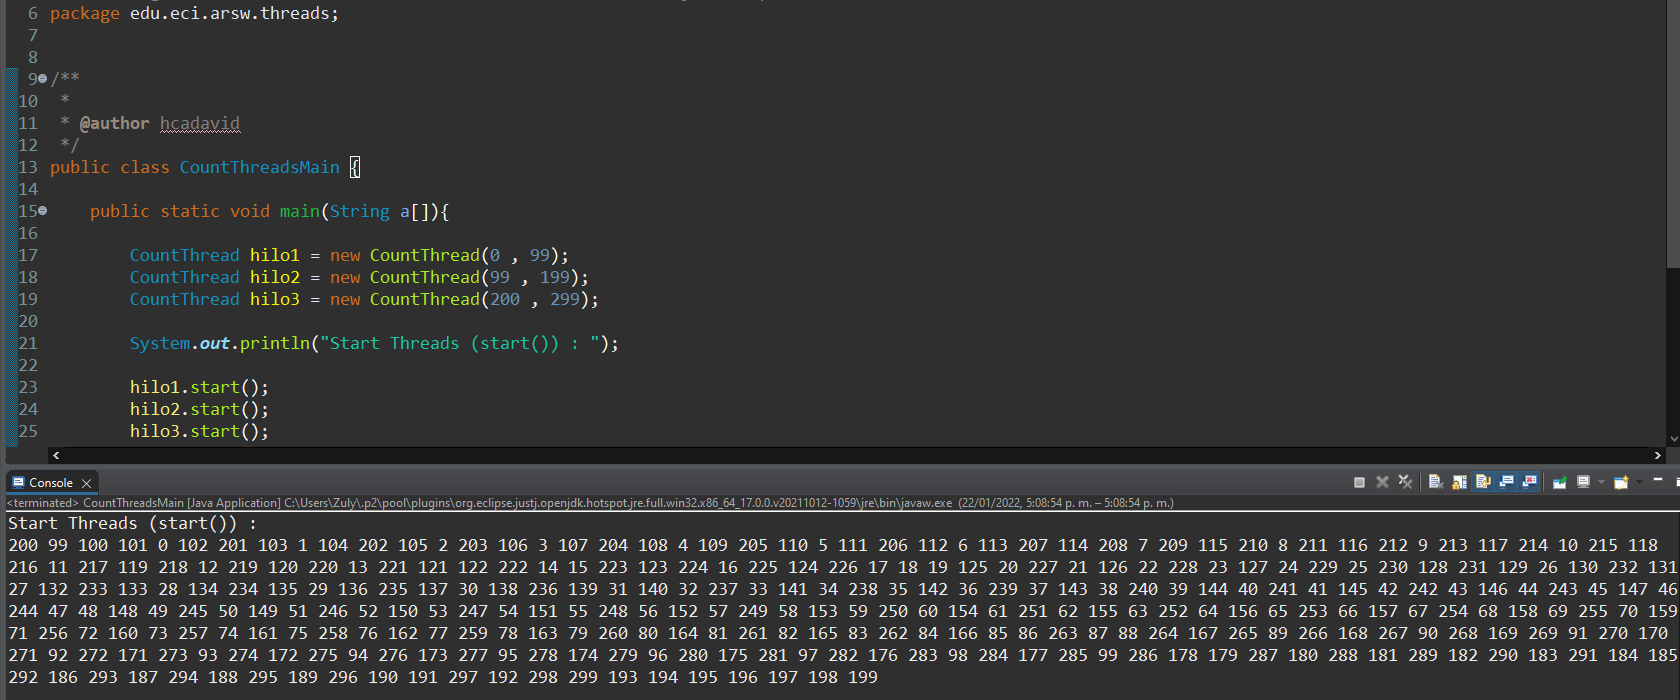 6 package edu.eci.arsw.threads;
7
8
9 /**
10 *
11 * @author hcadavid
12 */
13 public class CountThreadsMain {
14
15 public static void main(String a[]){
16
17 CountThread hilo1 = new CountThread(0 , 99);
18 CountThread hilo2 = new CountThread(99 , 199);
19 CountThread hilo3 = new CountThread(200 , 299);
20
21 System.out.println("Start Threads (start()) : ");
22
23 hilo1.start();
24 hilo2.start();
25 hilo3.start();
Console
<terminated> CountThreadsMain [Java Application] C:\Users\Zuly\.p2\pool\plugins\org.eclipse.justj.openjdk.hotspot.jre.full.win32.x86_64_17.0.0.v20211012-1059\jre\bin\javaw.exe (22/01/2022, 5:08:54 p. m. – 5:08:54 p. m.)
Start Threads (start()) :
200 99 100 101 0 102 201 103 1 104 202 105 2 203 106 3 107 204 108 4 109 205 110 5 111 206 112 6 113 207 114 208 7 209 115 210 8 211 116 212 9 213 117 214 10 215 118
216 11 217 119 218 12 219 120 220 13 221 121 122 222 14 15 223 123 224 16 225 124 226 17 18 19 125 20 227 21 126 22 228 23 127 24 229 25 230 128 231 129 26 130 232 131
27 132 233 133 28 134 234 135 29 136 235 137 30 138 236 139 31 140 32 237 33 141 34 238 35 142 36 239 37 143 38 240 39 144 40 241 41 145 42 242 43 146 44 243 45 147 46
244 47 48 148 49 245 50 149 51 246 52 150 53 247 54 151 55 248 56 152 57 249 58 153 59 250 60 154 61 251 62 155 63 252 64 156 65 253 66 157 67 254 68 158 69 255 70 159
71 256 72 160 73 257 74 161 75 258 76 162 77 259 78 163 79 260 80 164 81 261 82 165 83 262 84 166 85 86 263 87 88 264 167 265 89 266 168 267 90 268 169 269 91 270 170
271 92 272 171 273 93 274 172 275 94 276 173 277 95 278 174 279 96 280 175 281 97 282 176 283 98 284 177 285 99 286 178 179 287 180 288 181 289 182 290 183 291 184 185
292 186 293 187 294 188 295 189 296 190 191 297 192 298 299 193 194 195 196 197 198 199